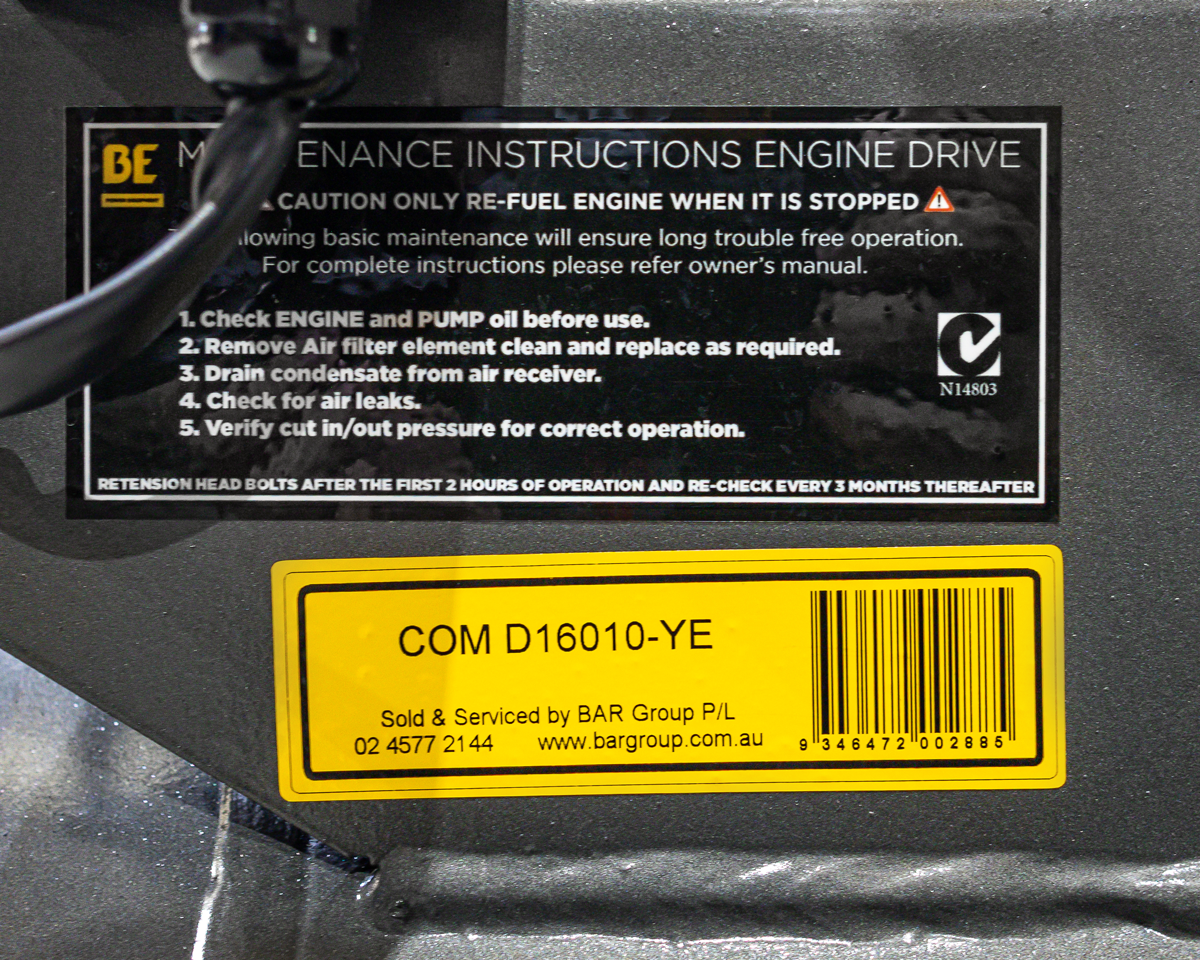 BE
ENANCE INSTRUCTIONS ENGINE DRIVE
CAUTION ONLY RE-FUEL ENGINE WHEN IT IS STOPPED
basic maintenance will ensure long trouble free operation.
For complete instructions please refer owner's manual.
1. Check ENGINE and PUMP oil before use.
2. Remove Air filter element clean and replace as required.
3. Drain condensate from air receiver.
4. Check for air leaks.
5. Verify cut in/out pressure for correct operation.
N14803
RETENSION HEAD BOLTS AFTER THE FIRST 2 HOURS OF OPERATION AND RE-CHECK EVERY 3 MONTHS THEREAFTER
COM D16010-YE
Sold & Serviced by BAR Group P/L
02 4577 2144 www.bargroup.com.au
9 346472 002885